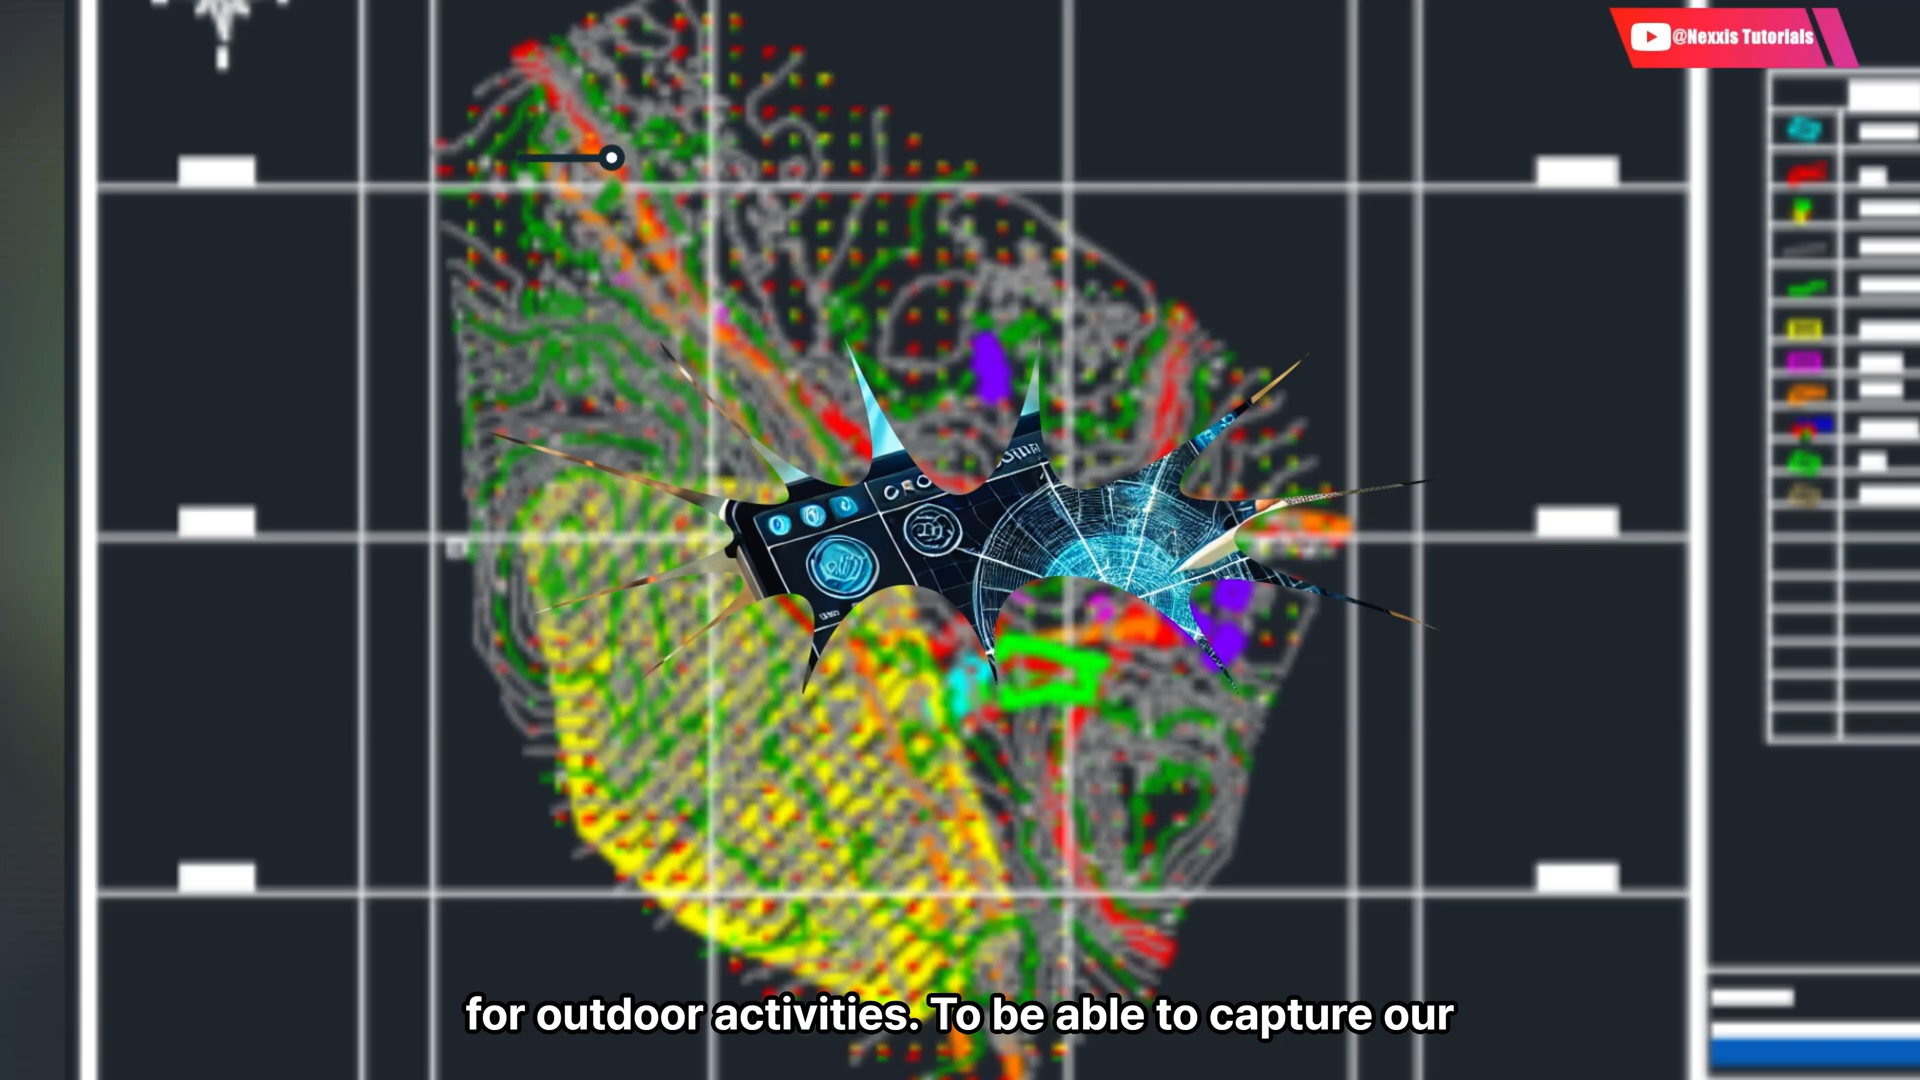 @Nexxis Tutorials
for outdoor activities. To be able to capture our